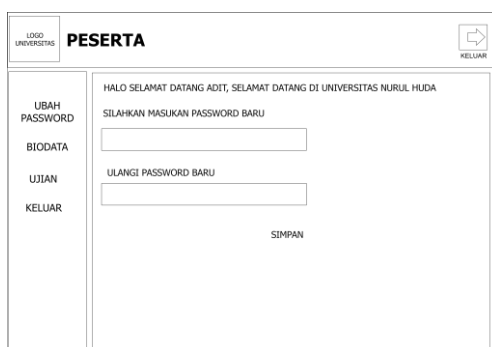 LOGO
UNIVERSITAS
PESERTA
KELUAR
UBAH
PASSWORD
BIODATA
UJIAN
KELUAR
HALO SELAMAT DATANG ADIT, SELAMAT DATANG DI UNIVERSITAS NURUL HUDA
SILAHKAN MASUKAN PASSWORD BARU
ULANGI PASSWORD BARU
SIMPAN